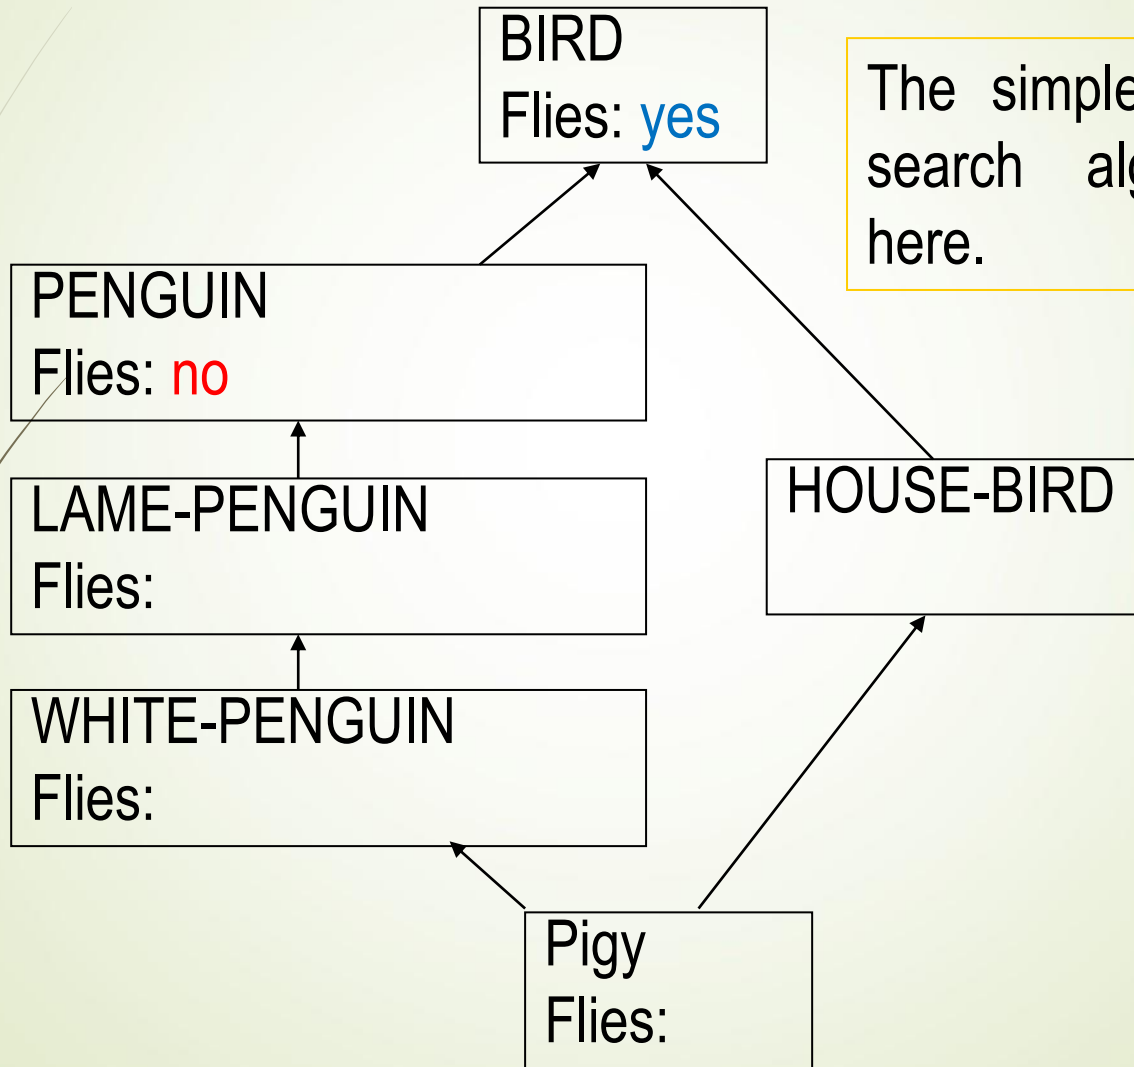 BIRD
Flies: yes
The simple
search alg
here.
PENGUIN
Flies: no
LAME-PENGUIN
Flies:
HOUSE-BIRD
WHITE-PENGUIN
Flies:
Pigy
Flies: